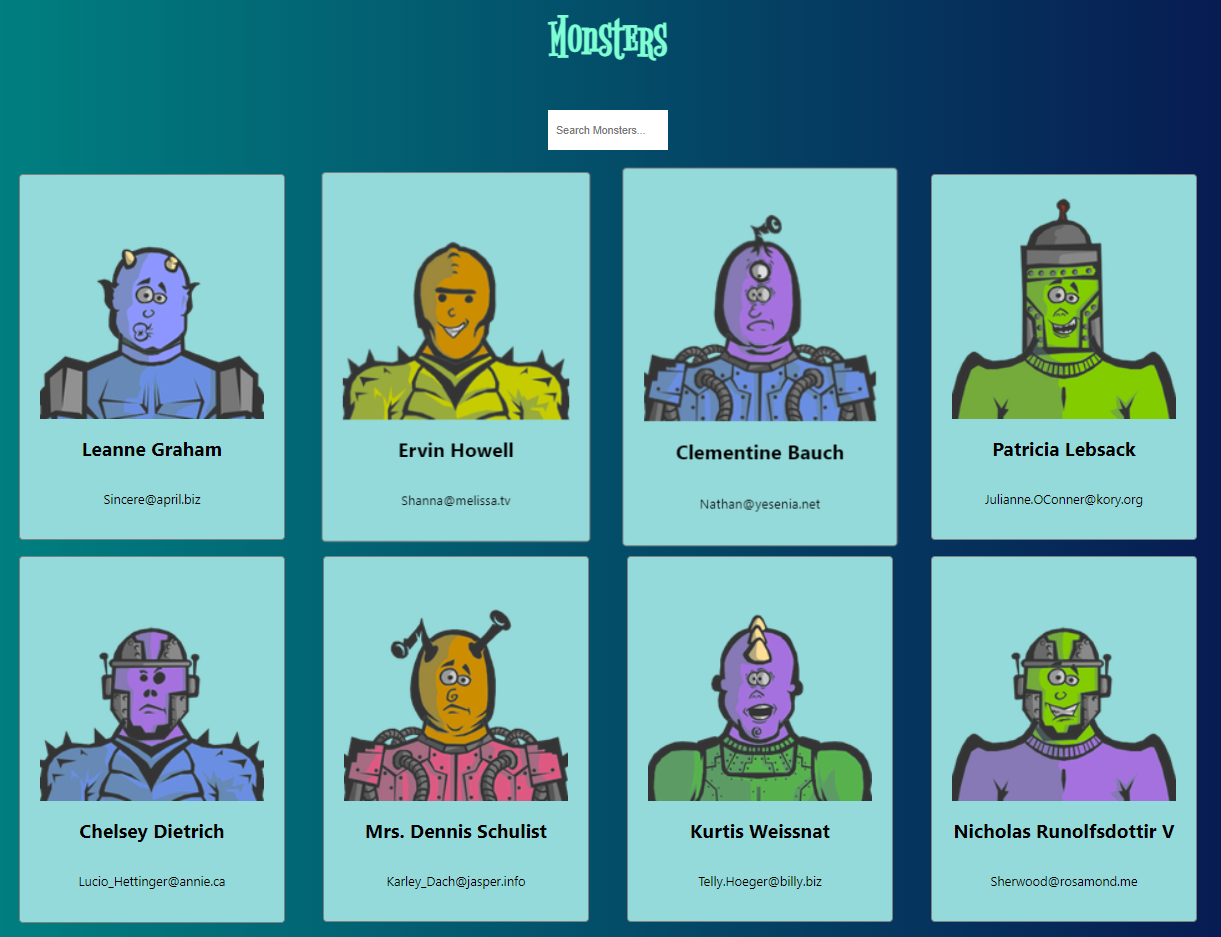 Monsters
Search Monsters...
Leanne Graham
Sincere@april.biz
Ervin Howell
Shanna@melissa.tv
Clementine Bauch
Nathan@yesenia.net
Patricia Lebsack
Julianne.OConner@kory.org
Chelsey Dietrich
Lucio_Hettinger@annie.ca
Mrs. Dennis Schulist
Karley_Dach@jasper.info
Kurtis Weissnat
Telly.Hoeger@billy.biz
Nicholas Runolfsdottir V
Sherwood@rosamond.me